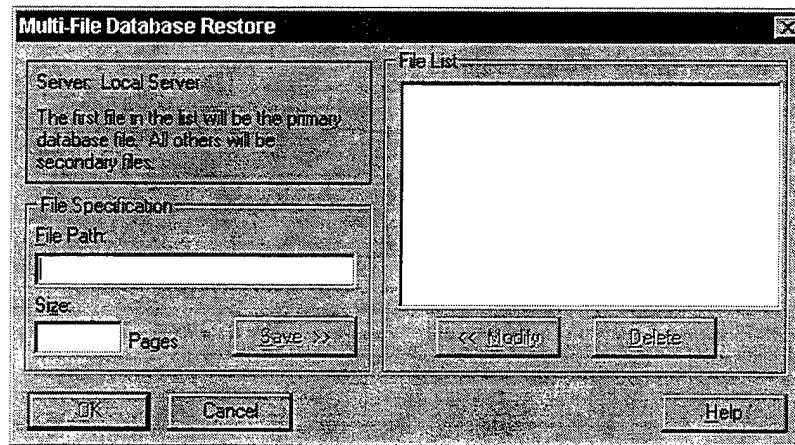 Multi-File Database Restore
Server: Local Server
The first file in the list will be the primary
database file. All others will be
secondary files.
File Specification
File Path:
Size:
Pages
Save >>
File List
<< Modify
Delete
OK
Cancel
Help